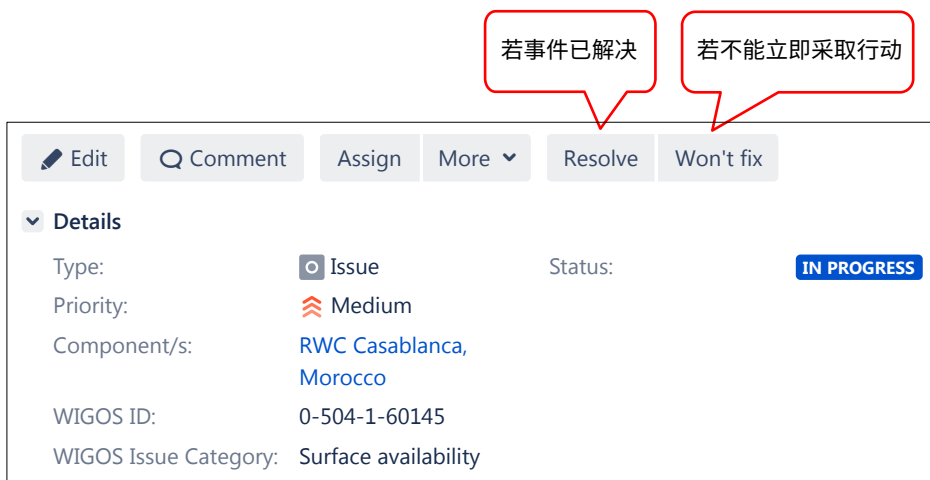 若事件已解决
若不能立即采取行动
Edit Comment Assign More Resolve Won't fix
Details
Type: Issue Status: IN PROGRESS
Priority: Medium
Component/s: RWC Casablanca,
Morocco
WIGOS ID: 0-504-1-60145
WIGOS Issue Category: Surface availability